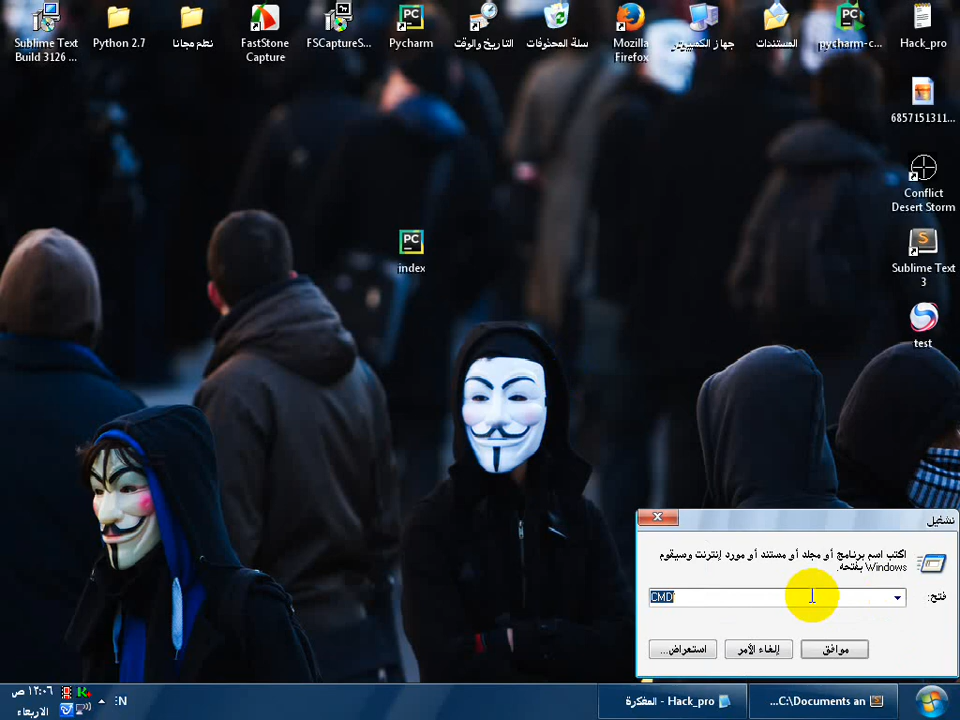 Sublime Text
Build 3126 ...
Python 2.7
نعلم مجانا
FastStone
Capture
FSCaptureS...
Pycharm
التاريخ والوقت
سلة المحذوفات
Mozilla
Firefox
جهاز الكمبيوتر
المستندات
pycharm-c...
Hack_pro
6857151311...
Conflict
Desert Storm
index
Sublime Text
3
test
تشغيل
اكتب اسم برنامج أو مجلد أو مستند أو مورد إنترنت وسيقوم
Windows بفتحه.
فتح:
CMD
موافق
إلغاء الأمر
استعراض...
C:\Documents an...
Hack_pro - المفكرة
EN
١٢:٠٦ ص
الاربعاء